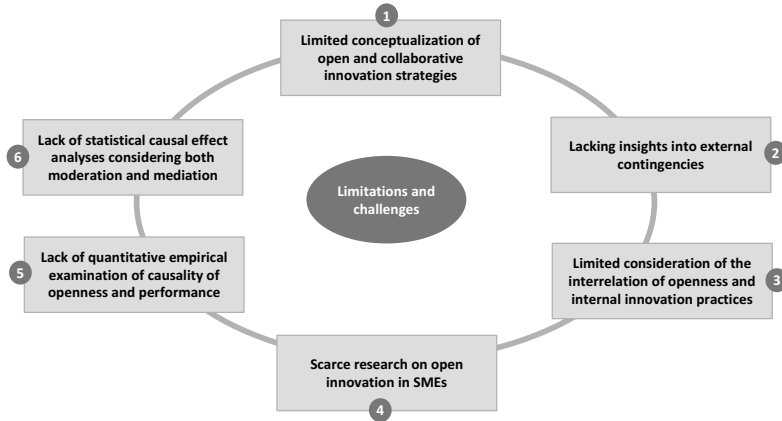 1
Limited conceptualization of
open and collaborative
innovation strategies
2
Lacking insights into external
contingencies
3
Limited consideration of the
interrelation of openness and
internal innovation practices
Scarce research on open
innovation in SMEs
4
5
Lack of quantitative empirical
examination of causality of
openness and performance
6
Lack of statistical causal effect
analyses considering both
moderation and mediation
Limitations and
challenges